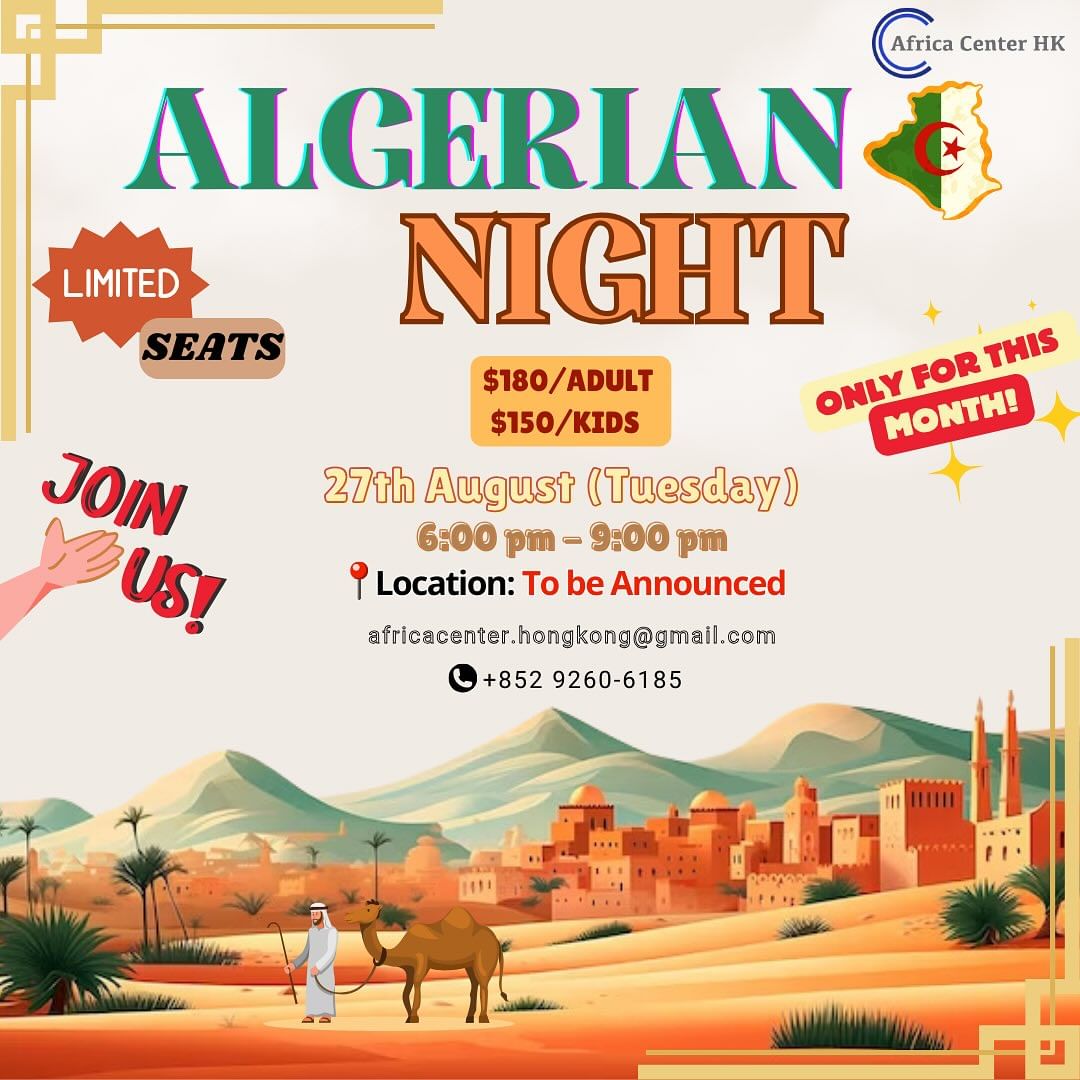 Africa Center HK
ALGERIAN
NIGHT
LIMITED
SEATS
$180/ADULT
$150/KIDS
ONLY FOR THIS
MONTH!
JOIN
US!
27th August (Tuesday)
6:00 pm – 9:00 pm
Location: To be Announced
africacenter.hongkong@gmail.com
+852 9260-6185